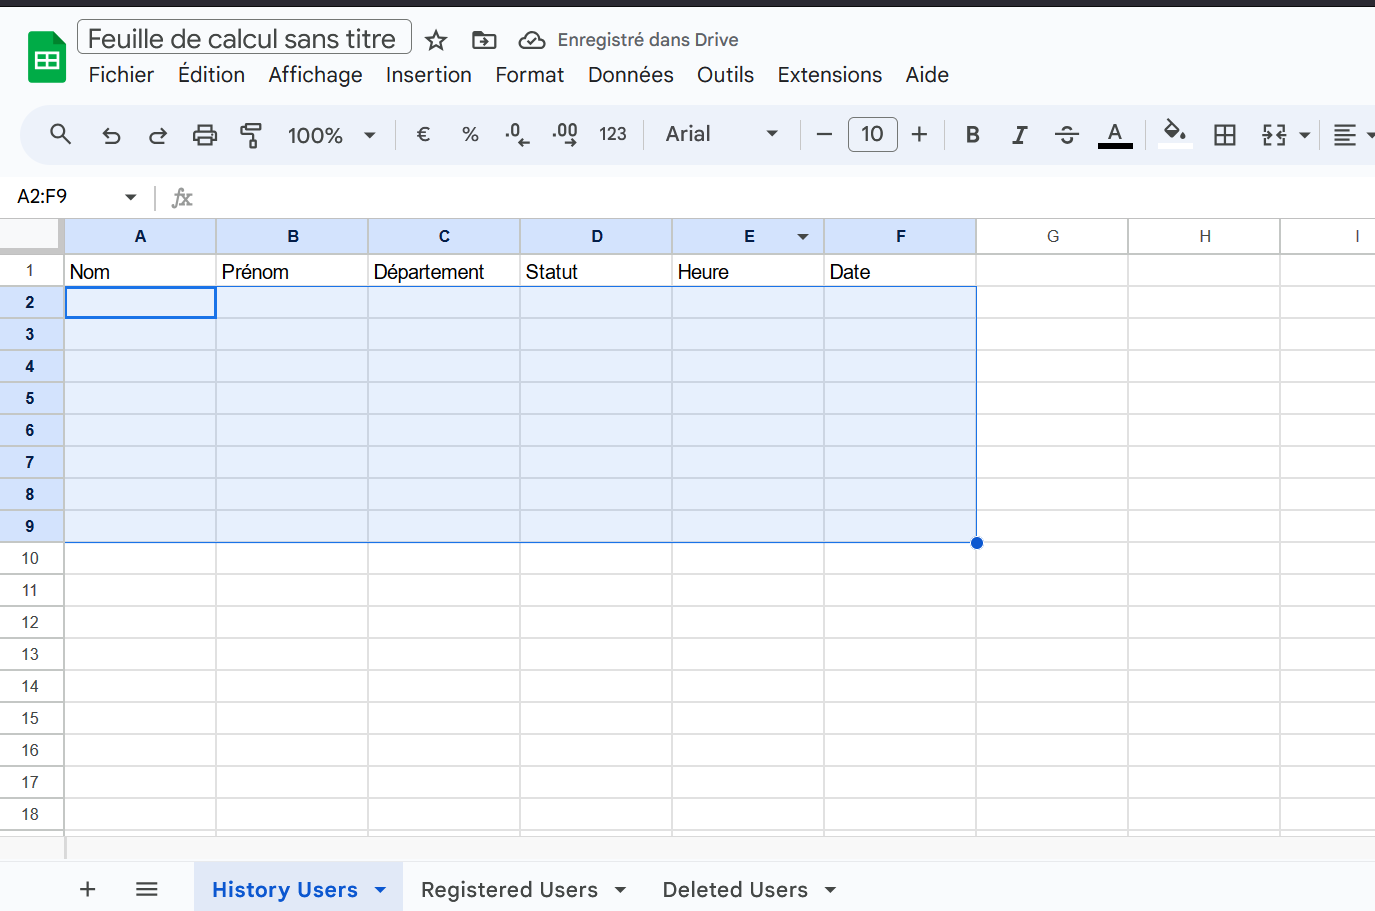 Feuille de calcul sans titre Enregistré dans Drive
Fichier Édition Affichage Insertion Format Données Outils Extensions Aide
100% € % .0 .00 123 Arial 10 B I S A
A2:F9 fx
A B C D E F G H I
1 Nom Prénom Département Statut Heure Date
2
3
4
5
6
7
8
9
10
11
12
13
14
15
16
17
18
History Users Registered Users Deleted Users